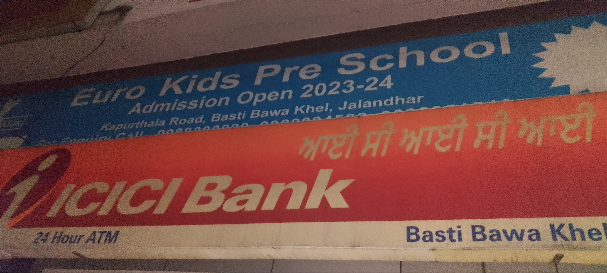 Euro Kids Pre School
Admission Open 2023-24
Kapurthala Road, Basti Bawa Khel, Jalandhar
ਆਈ ਸੀ ਆਈ ਸੀ ਆਈ
ICICI Bank
24 Hour ATM
Basti Bawa Khel